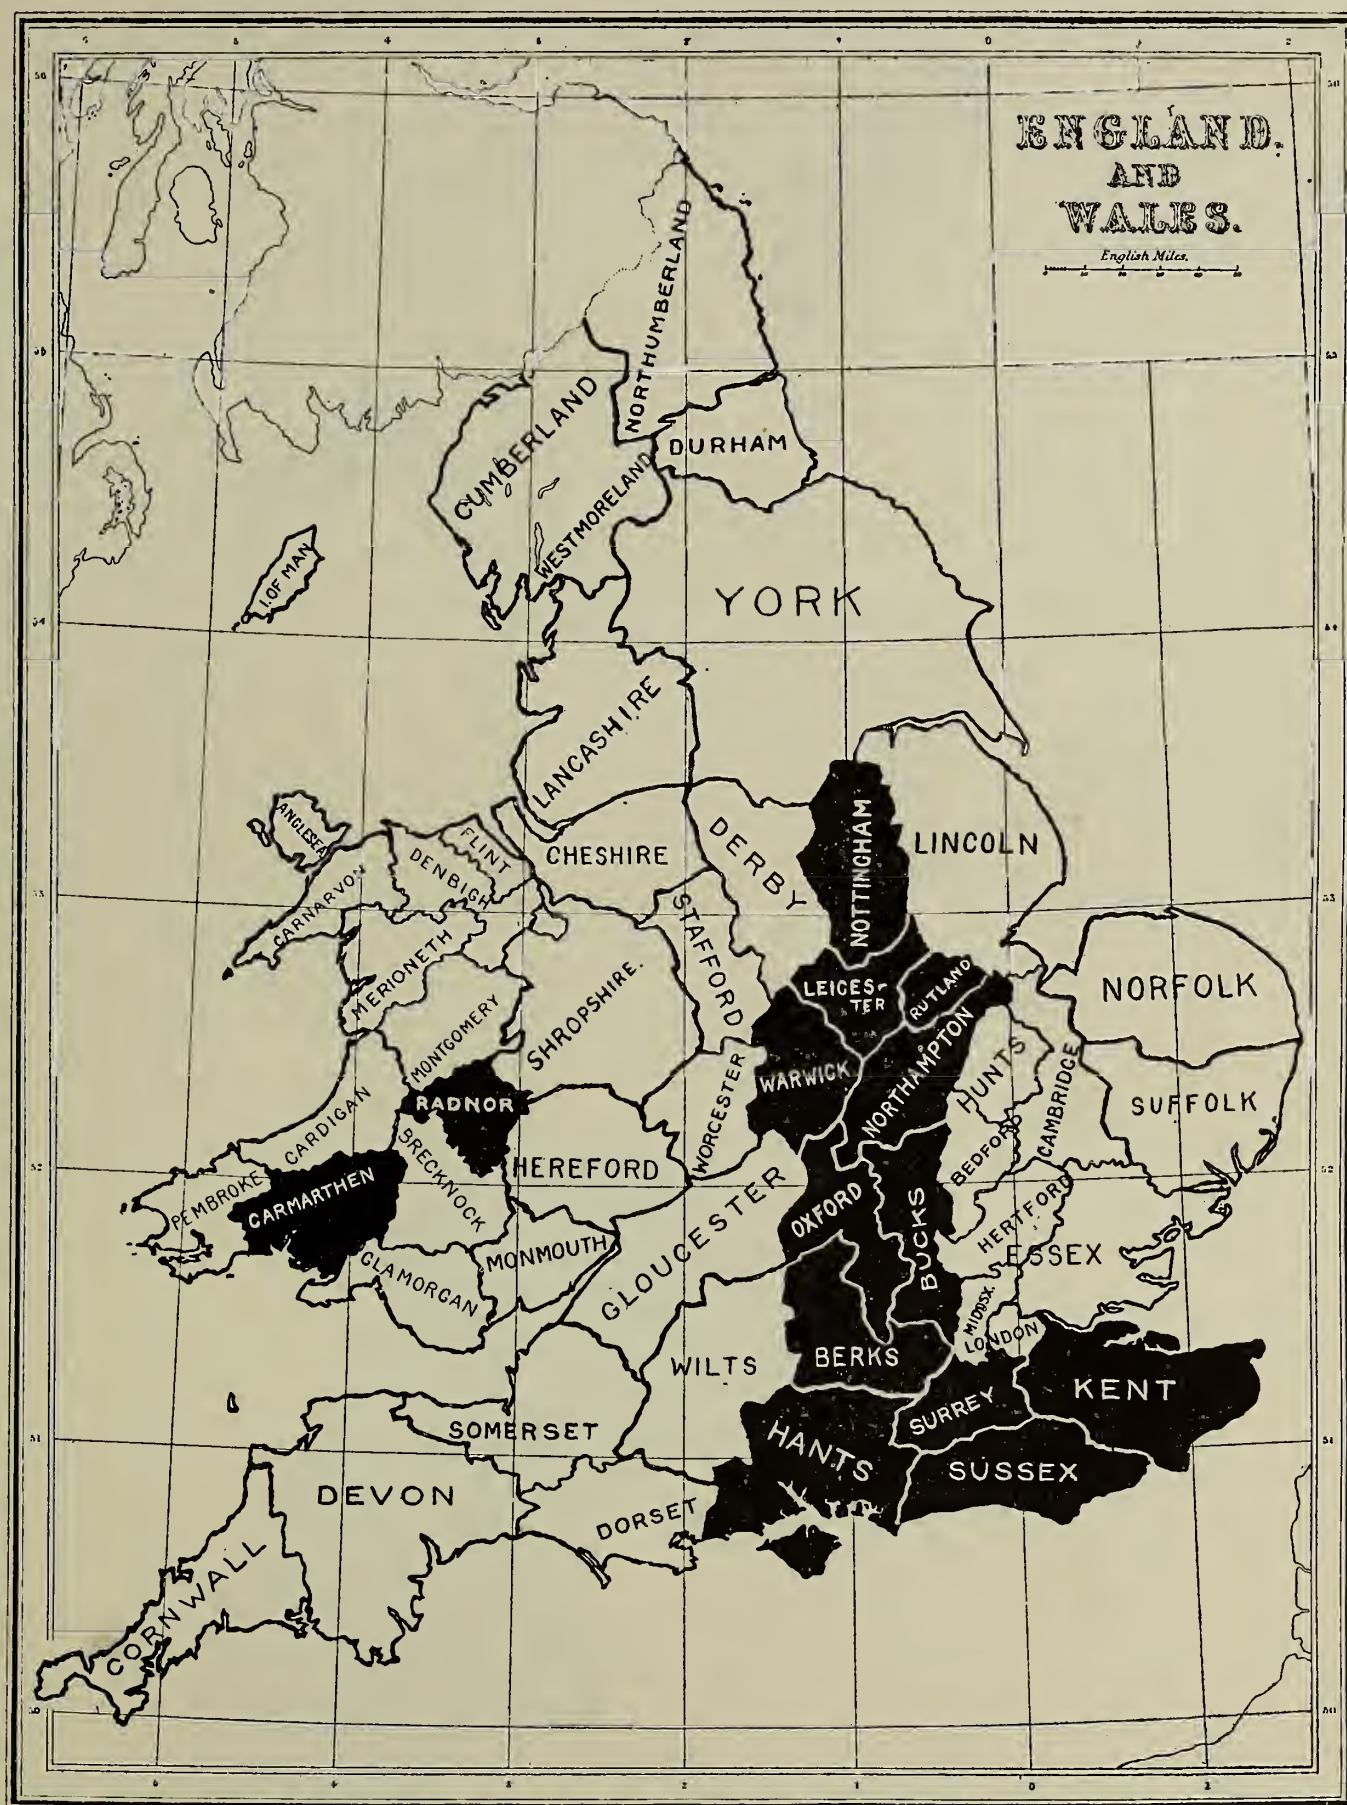 ENGLAND.
AND
WALES.
English Miles.
NORTHUMBERLAND
CUMBERLAND
DURHAM
WESTMORELAND
I. OF MAN
YORK
LANCASHIRE
ANGLESEA
FLINT
DENBIGH
CARNARVON
CHESHIRE
DERBY
NOTTINGHAM
LINCOLN
MERIONETH
STAFFORD
SHROPSHIRE.
LEICES-
TER
RUTLAND
NORFOLK
MONTGOMERY
WORCESTER
WARWICK
NORTHAMPTON
HUNTS
CAMBRIDGE
SUFFOLK
RADNOR
CARDIGAN
BRECKNOCK
HEREFORD
BEDFORD
PEMBROKE
CARMARTHEN
GLOUCESTER
OXFORD
BUCKS
HERTFORD
ESSEX
GLAMORGAN
MONMOUTH
MIDDSX.
LONDON
WILTS
BERKS
KENT
SURREY
SOMERSET
HANTS
SUSSEX
DEVON
DORSET
CORNWALL